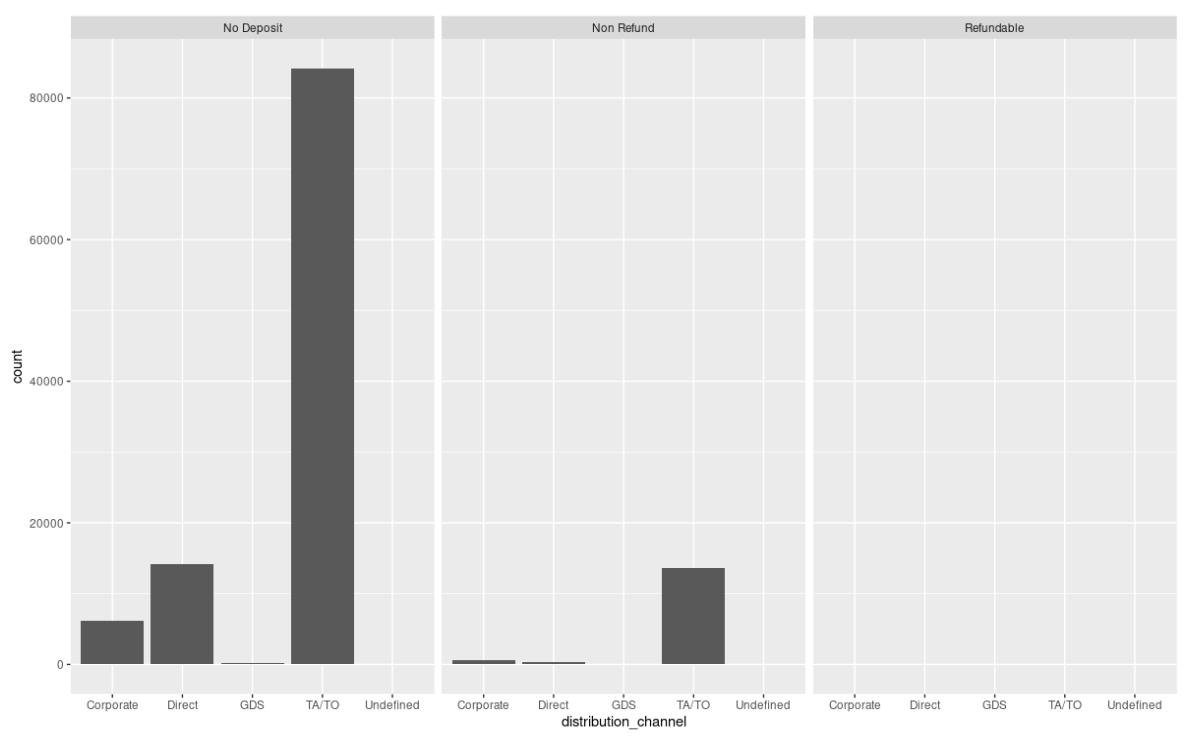 No Deposit Non Refund Refundable
80000
60000
40000
20000
0
count
Corporate Direct GDS TA/TO Undefined Corporate Direct GDS TA/TO Undefined Corporate Direct GDS TA/TO Undefined
distribution_channel